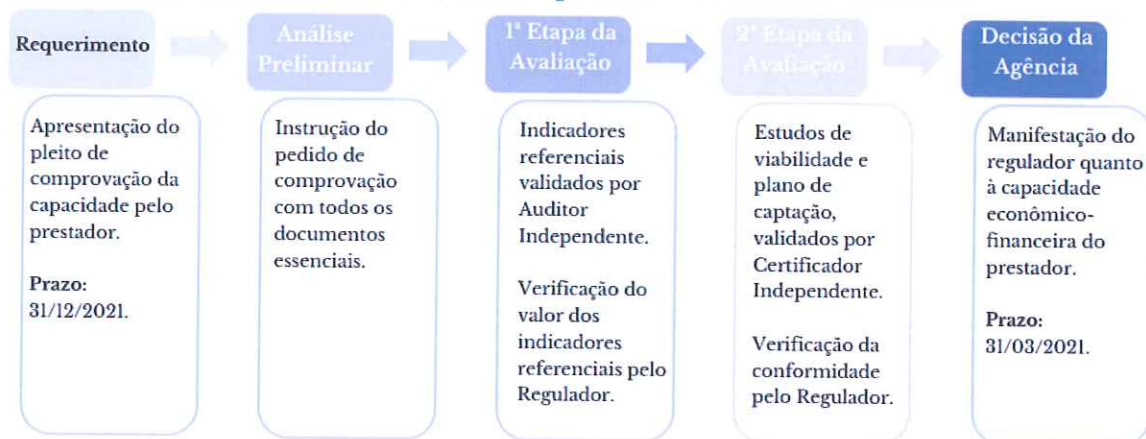 Requerimento
Análise
Preliminar
1ª Etapa da
Avaliação
2ª Etapa da
Avaliação
Decisão da
Agência
Apresentação do
pleito de
comprovação da
capacidade pelo
prestador.
Prazo:
31/12/2021.
Instrução do
pedido de
comprovação
com todos os
documentos
essenciais.
Indicadores
referenciais
validados por
Auditor
Independente.
Verificação do
valor dos
indicadores
referenciais pelo
Regulador.
Estudos de
viabilidade e
plano de
captação,
validados por
Certificador
Independente.
Verificação da
conformidade
pelo Regulador.
Manifestação do
regulador quanto
à capacidade
econômico-
financeira do
prestador.
Prazo:
31/03/2021.